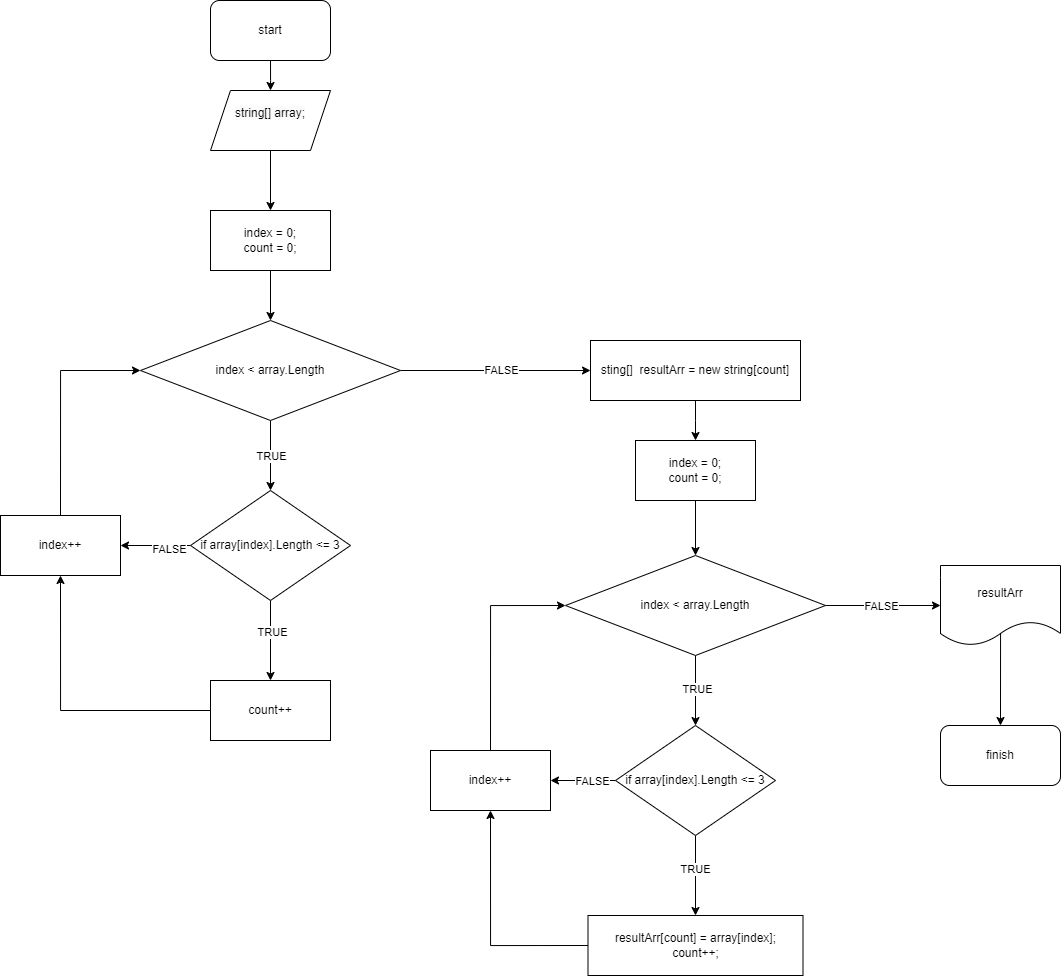 start
string[] array;
index = 0;
count = 0;
index < array.Length
FALSE
TRUE
if array[index].Length <= 3
FALSE
index++
TRUE
count++
sting[]  resultArr = new string[count]
index = 0;
count = 0;
index < array.Length
FALSE
TRUE
if array[index].Length <= 3
FALSE
index++
TRUE
resultArr[count] = array[index];
count++;
resultArr
finish